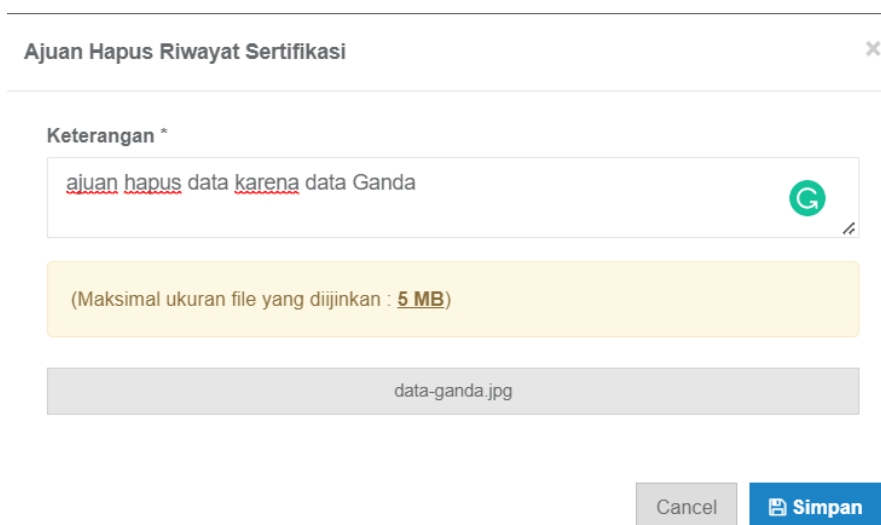 Ajuan Hapus Riwayat Sertifikasi
×
Keterangan *
ajuan hapus data karena data Ganda
(Maksimal ukuran file yang diijinkan : 5 MB)
data-ganda.jpg
Cancel
Simpan